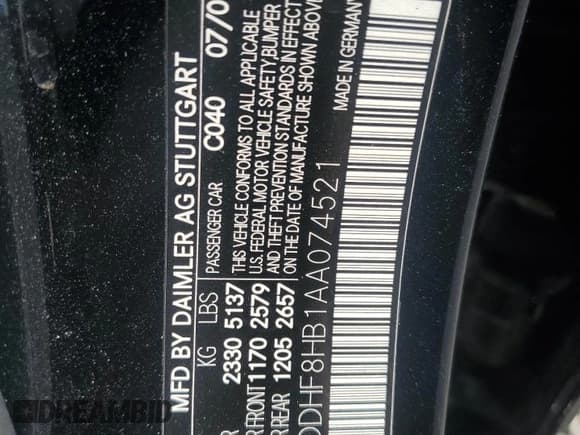 MFD BY DAIMLER AG STUTTGART
PASSENGER CAR C040 07/0
KG LBS
2330 5137
FRONT 1170 2579
REAR 1205 2657
THIS VEHICLE CONFORMS TO ALL APPLICABLE
U.S. FEDERAL MOTOR VEHICLE SAFETY, BUMPER
AND THEFT PREVENTION STANDARDS IN EFFECT
ON THE DATE OF MANUFACTURE SHOWN ABOVE
DDHF8HB1AA074521
MADE IN GERMANY
DREAMBID